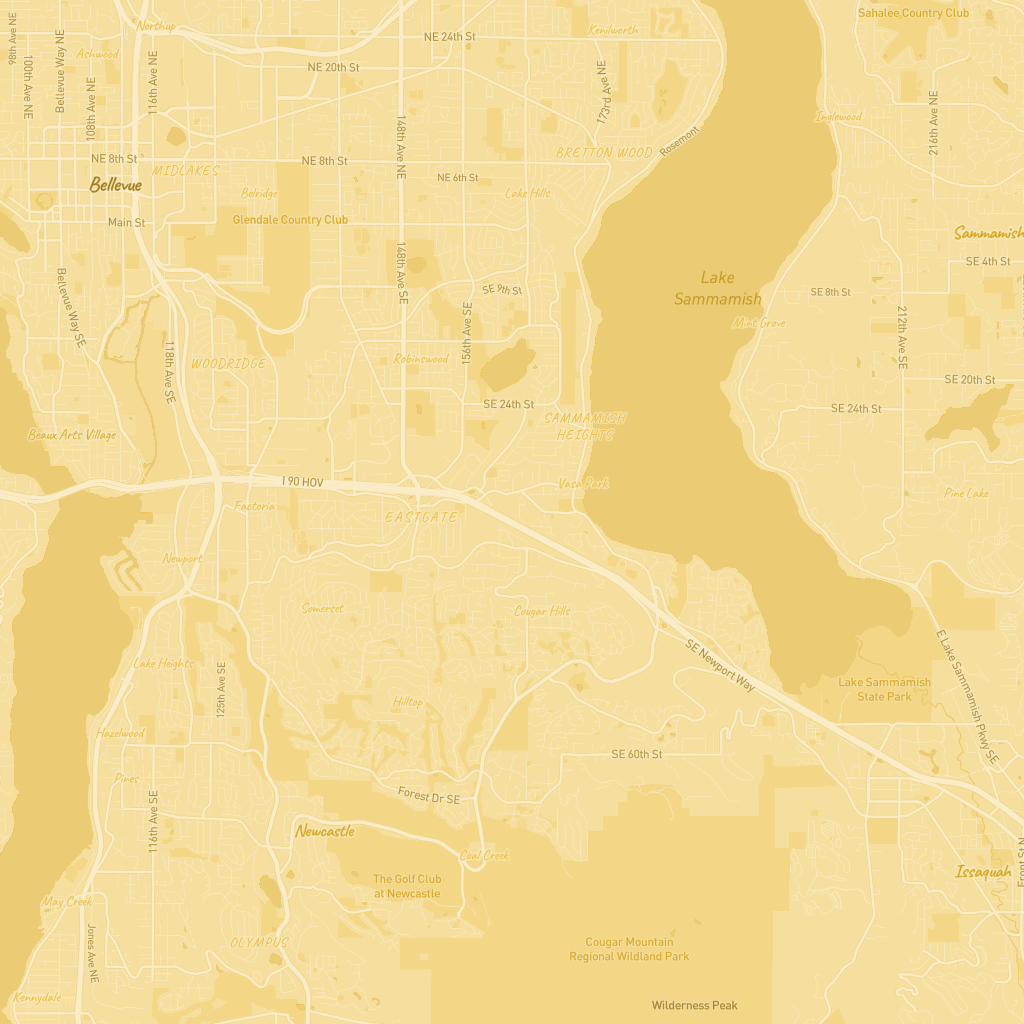 Sahalee Country Club
98th Ave NE
Northup
Kenilworth
NE 24th St
Ashwood
Bellevue Way NE
100th Ave NE
116th Ave NE
NE 20th St
173rd Ave NE
108th Ave NE
Inglewood
216th Ave NE
148th Ave NE
Rosemont
NE 8th St
NE 8th St
BRETTON WOOD
MIDLAKES
NE 6th St
Bellevue
Belridge
Lake Hills
Main St
Glendale Country Club
Sammamish
SE 4th St
148th Ave SE
Lake
Sammamish
SE 9th St
SE 8th St
Bellevue Way SE
Mint Grove
156th Ave SE
212th Ave SE
118th Ave SE
WOODRIDGE
Robinswood
SE 20th St
SE 24th St
SE 24th St
SAMMAMISH
HEIGHTS
Beaux Arts Village
I 90 HOV
Vasa Park
Pine Lake
Factoria
EASTGATE
Newport
Somerset
Cougar Hills
E Lake Sammamish Pkwy SE
Lake Heights
SE Newport Way
125th Ave SE
Lake Sammamish
State Park
Hilltop
Hazelwood
SE 60th St
Pines
Forest Dr SE
116th Ave SE
Newcastle
Coal Creek
Front St N
Issaquah
The Golf Club
at Newcastle
May Creek
OLYMPUS
Cougar Mountain
Regional Wildland Park
Jones Ave NE
Kennydale
Wilderness Peak